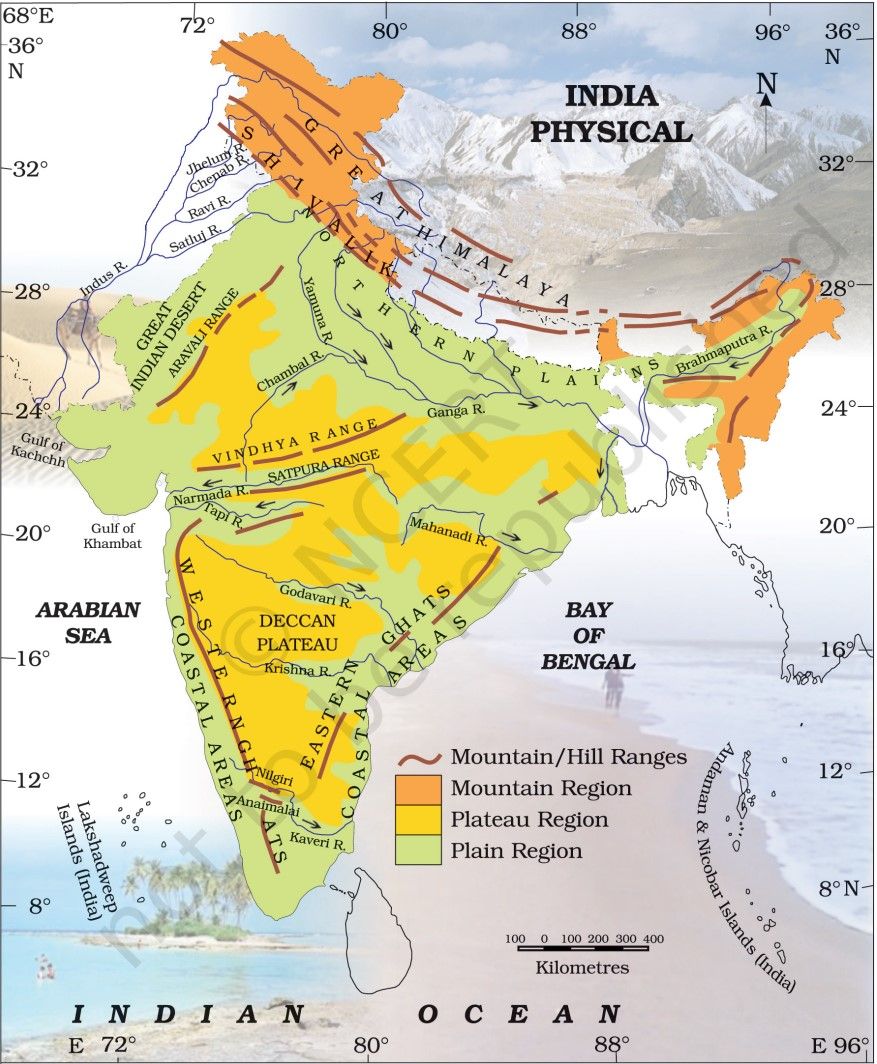 68°E
72°
80°
88°
96°
36°
N
36°
N
N
INDIA
PHYSICAL
GREAT HIMALAYA
SHIVALIK
32°
32°
Jhelum R.
Chenab R.
Ravi R.
Satluj R.
Indus R.
NORTHERN PLAINS
28°
28°
GREAT
INDIAN DESERT
ARAVALI RANGE
Yamuna R.
Chambal R.
Ganga R.
Brahmaputra R.
24°
24°
Gulf of
Kachchh
VINDHYA RANGE
SATPURA RANGE
Narmada R.
Tapi R.
Mahanadi R.
20°
20°
Gulf of
Khambat
Godavari R.
ARABIAN
SEA
DECCAN
PLATEAU
BAY
OF
BENGAL
WESTERN GHATS
COASTAL AREAS
EASTERN GHATS
COASTAL AREAS
16°
16°
Krishna R.
Nilgiri
Anaimalai
Kaveri R.
12°
12°
Mountain/Hill Ranges
Mountain Region
Plateau Region
Plain Region
Lakshadweep
Islands (India)
Andaman & Nicobar Islands (India)
8°
8° N
100 0 100 200 300 400
Kilometres
INDIAN OCEAN
E 72°
80°
88°
E 96°
© NCERT
not to be republished